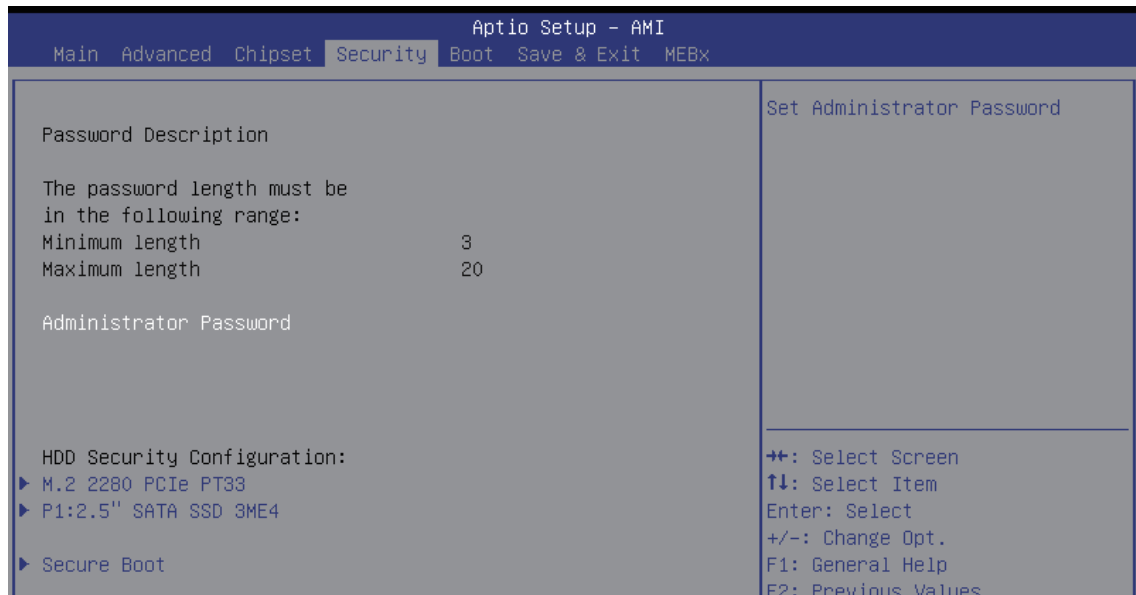 Aptio Setup – AMI
Main Advanced Chipset Security Boot Save & Exit MEBx
Password Description
The password length must be
in the following range:
Minimum length 3
Maximum length 20
Administrator Password
HDD Security Configuration:
▶ M.2 2280 PCIe PT33
▶ P1:2.5" SATA SSD 3ME4
▶ Secure Boot
Set Administrator Password
→←: Select Screen
↑↓: Select Item
Enter: Select
+/-: Change Opt.
F1: General Help
F2: Previous Values